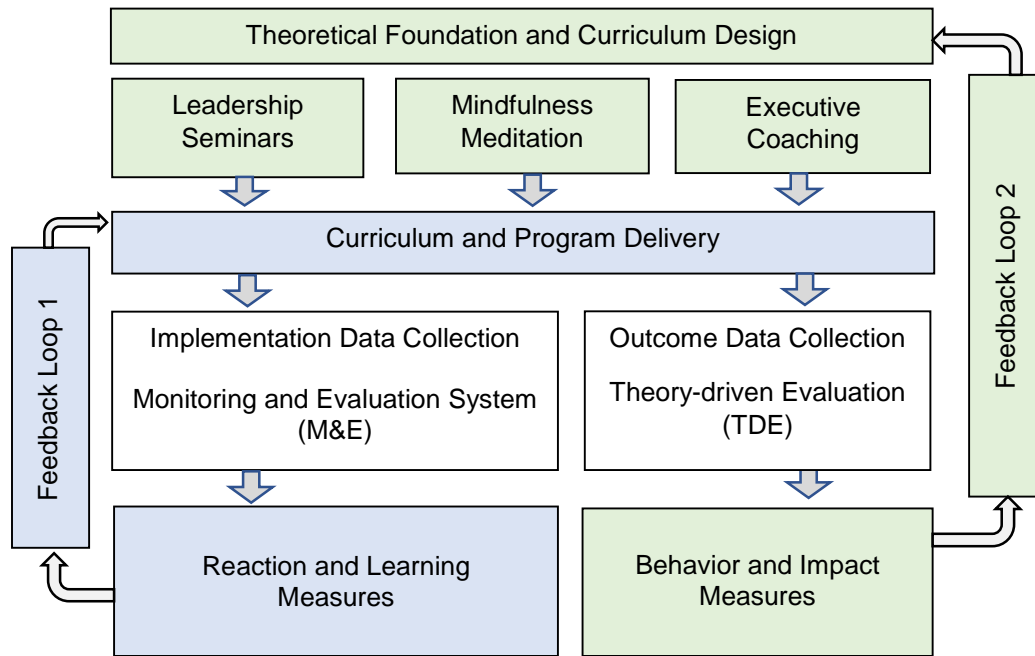 Theoretical Foundation and Curriculum Design
Leadership
Seminars
Mindfulness
Meditation
Executive
Coaching
Curriculum and Program Delivery
Feedback Loop 1
Implementation Data Collection
Monitoring and Evaluation System
(M&E)
Outcome Data Collection
Theory-driven Evaluation
(TDE)
Feedback Loop 2
Reaction and Learning
Measures
Behavior and Impact
Measures